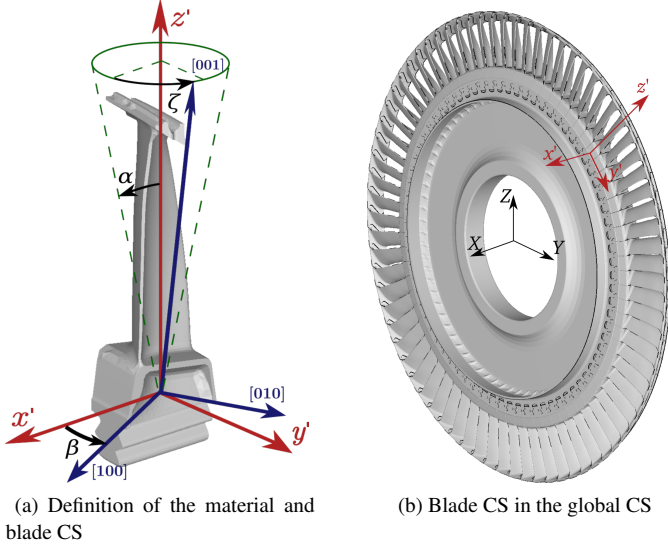 z'
[001]
ζ
α
x'
β
[100]
[010]
y'
(a) Definition of the material and
blade CS
z'
x'
y'
Z
X
Y
(b) Blade CS in the global CS